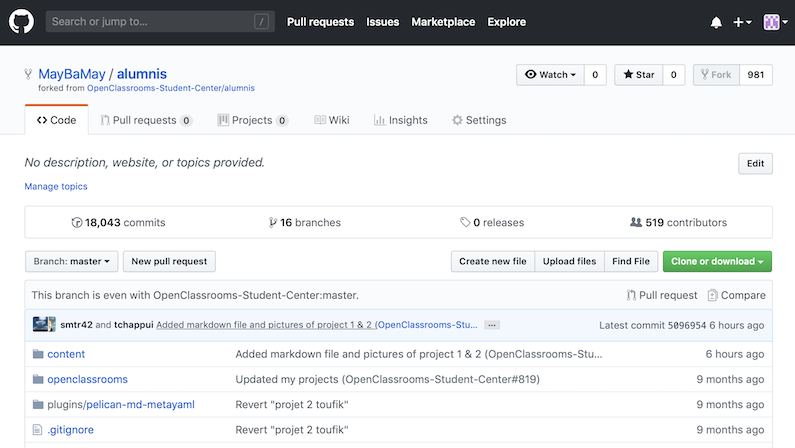 Search or jump to... / Pull requests Issues Marketplace Explore
MayBaMay / alumnis Watch 0 Star 0 Fork 981
forked from OpenClassrooms-Student-Center/alumnis
Code Pull requests 0 Projects 0 Wiki Insights Settings
No description, website, or topics provided. Edit
Manage topics
18,043 commits 16 branches 0 releases 519 contributors
Branch: master New pull request Create new file Upload files Find File Clone or download
This branch is even with OpenClassrooms-Student-Center:master. Pull request Compare
smtr42 and tchappui Added markdown file and pictures of project 1 & 2 (OpenClassrooms-Stu... ... Latest commit 5096954 6 hours ago
content Added markdown file and pictures of project 1 & 2 (OpenClassrooms-Stu... 6 hours ago
openclassrooms Updated my projects (OpenClassrooms-Student-Center#819) 9 months ago
plugins/pelican-md-metayaml Revert "projet 2 toufik" 9 months ago
.gitignore Revert "projet 2 toufik" 9 months ago